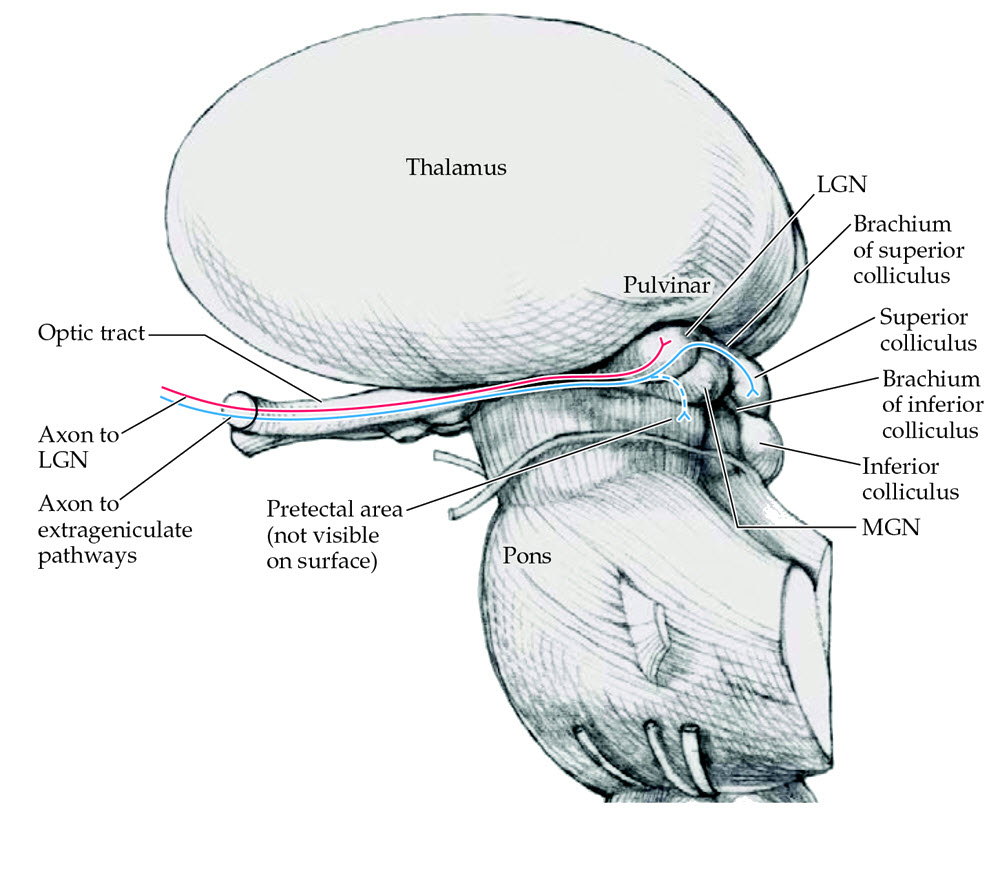 Thalamus
LGN
Brachium
of superior
colliculus
Pulvinar
Optic tract
Superior
colliculus
Brachium
of inferior
colliculus
Axon to
LGN
Inferior
colliculus
Axon to
extrageniculate
pathways
Pretectal area
(not visible
on surface)
MGN
Pons